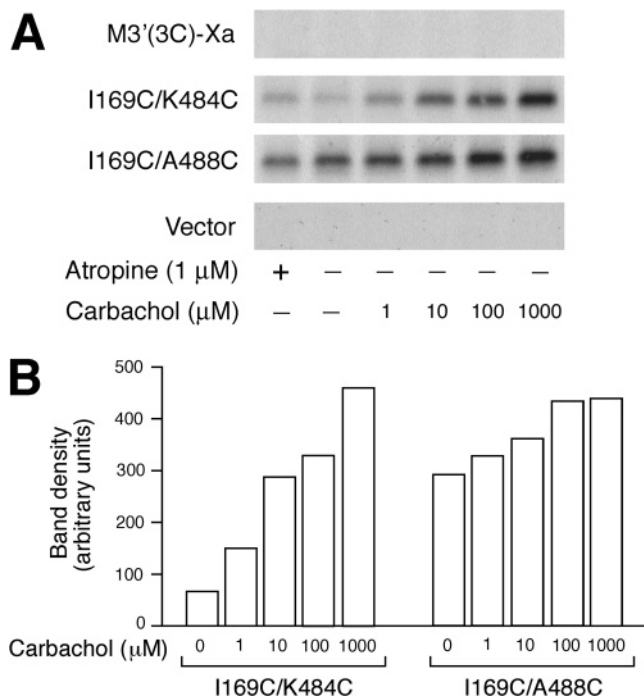 A
M3'(3C)-Xa
I169C/K484C
I169C/A488C
Vector
Atropine (1 μM) + – – – – –
Carbachol (μM) – – 1 10 100 1000
B
Band density
(arbitrary units)
500
400
300
200
100
0
Carbachol (μM) 0 1 10 100 1000 0 1 10 100 1000
I169C/K484C I169C/A488C